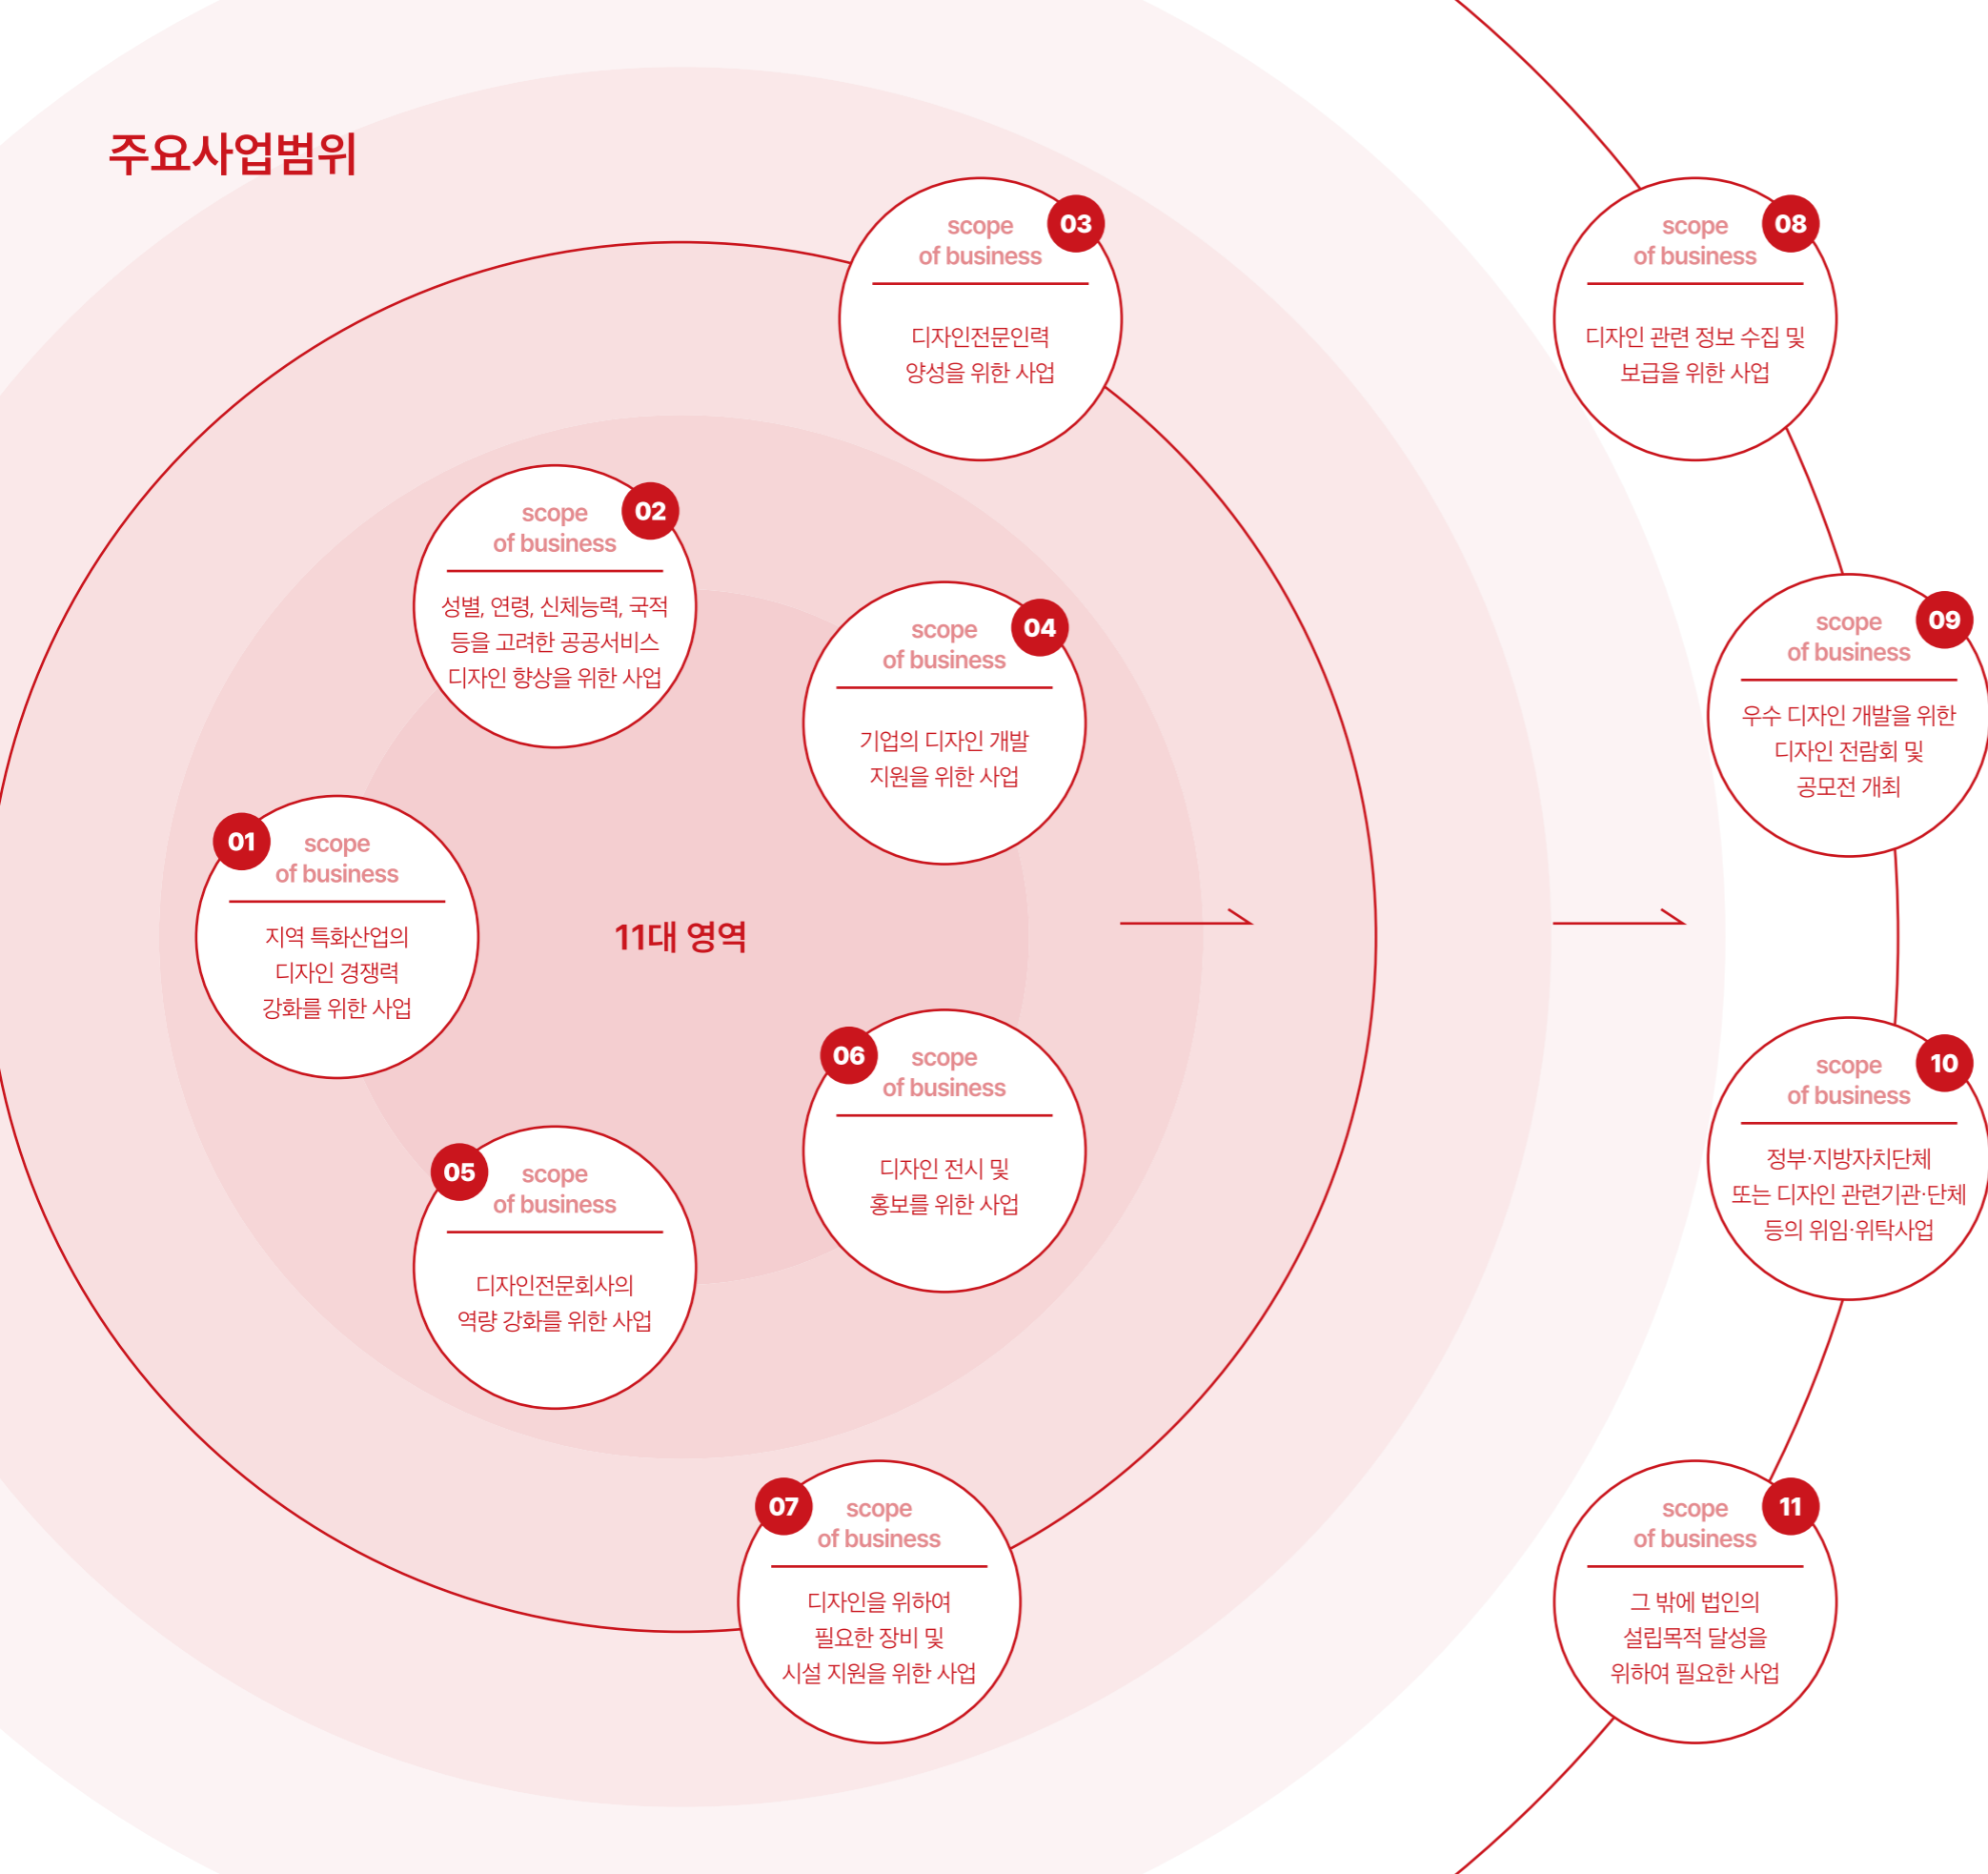 주요사업범위
11대 영역
01
scope
of business
지역 특화산업의
디자인 경쟁력
강화를 위한 사업
02
scope
of business
성별, 연령, 신체능력, 국적
등을 고려한 공공서비스
디자인 향상을 위한 사업
03
scope
of business
디자인전문인력
양성을 위한 사업
04
scope
of business
기업의 디자인 개발
지원을 위한 사업
05
scope
of business
디자인전문회사의
역량 강화를 위한 사업
06
scope
of business
디자인 전시 및
홍보를 위한 사업
07
scope
of business
디자인을 위하여
필요한 장비 및
시설 지원을 위한 사업
08
scope
of business
디자인 관련 정보 수집 및
보급을 위한 사업
09
scope
of business
우수 디자인 개발을 위한
디자인 전람회 및
공모전 개최
10
scope
of business
정부·지방자치단체
또는 디자인 관련기관·단체
등의 위임·위탁사업
11
scope
of business
그 밖에 법인의
설립목적 달성을
위하여 필요한 사업